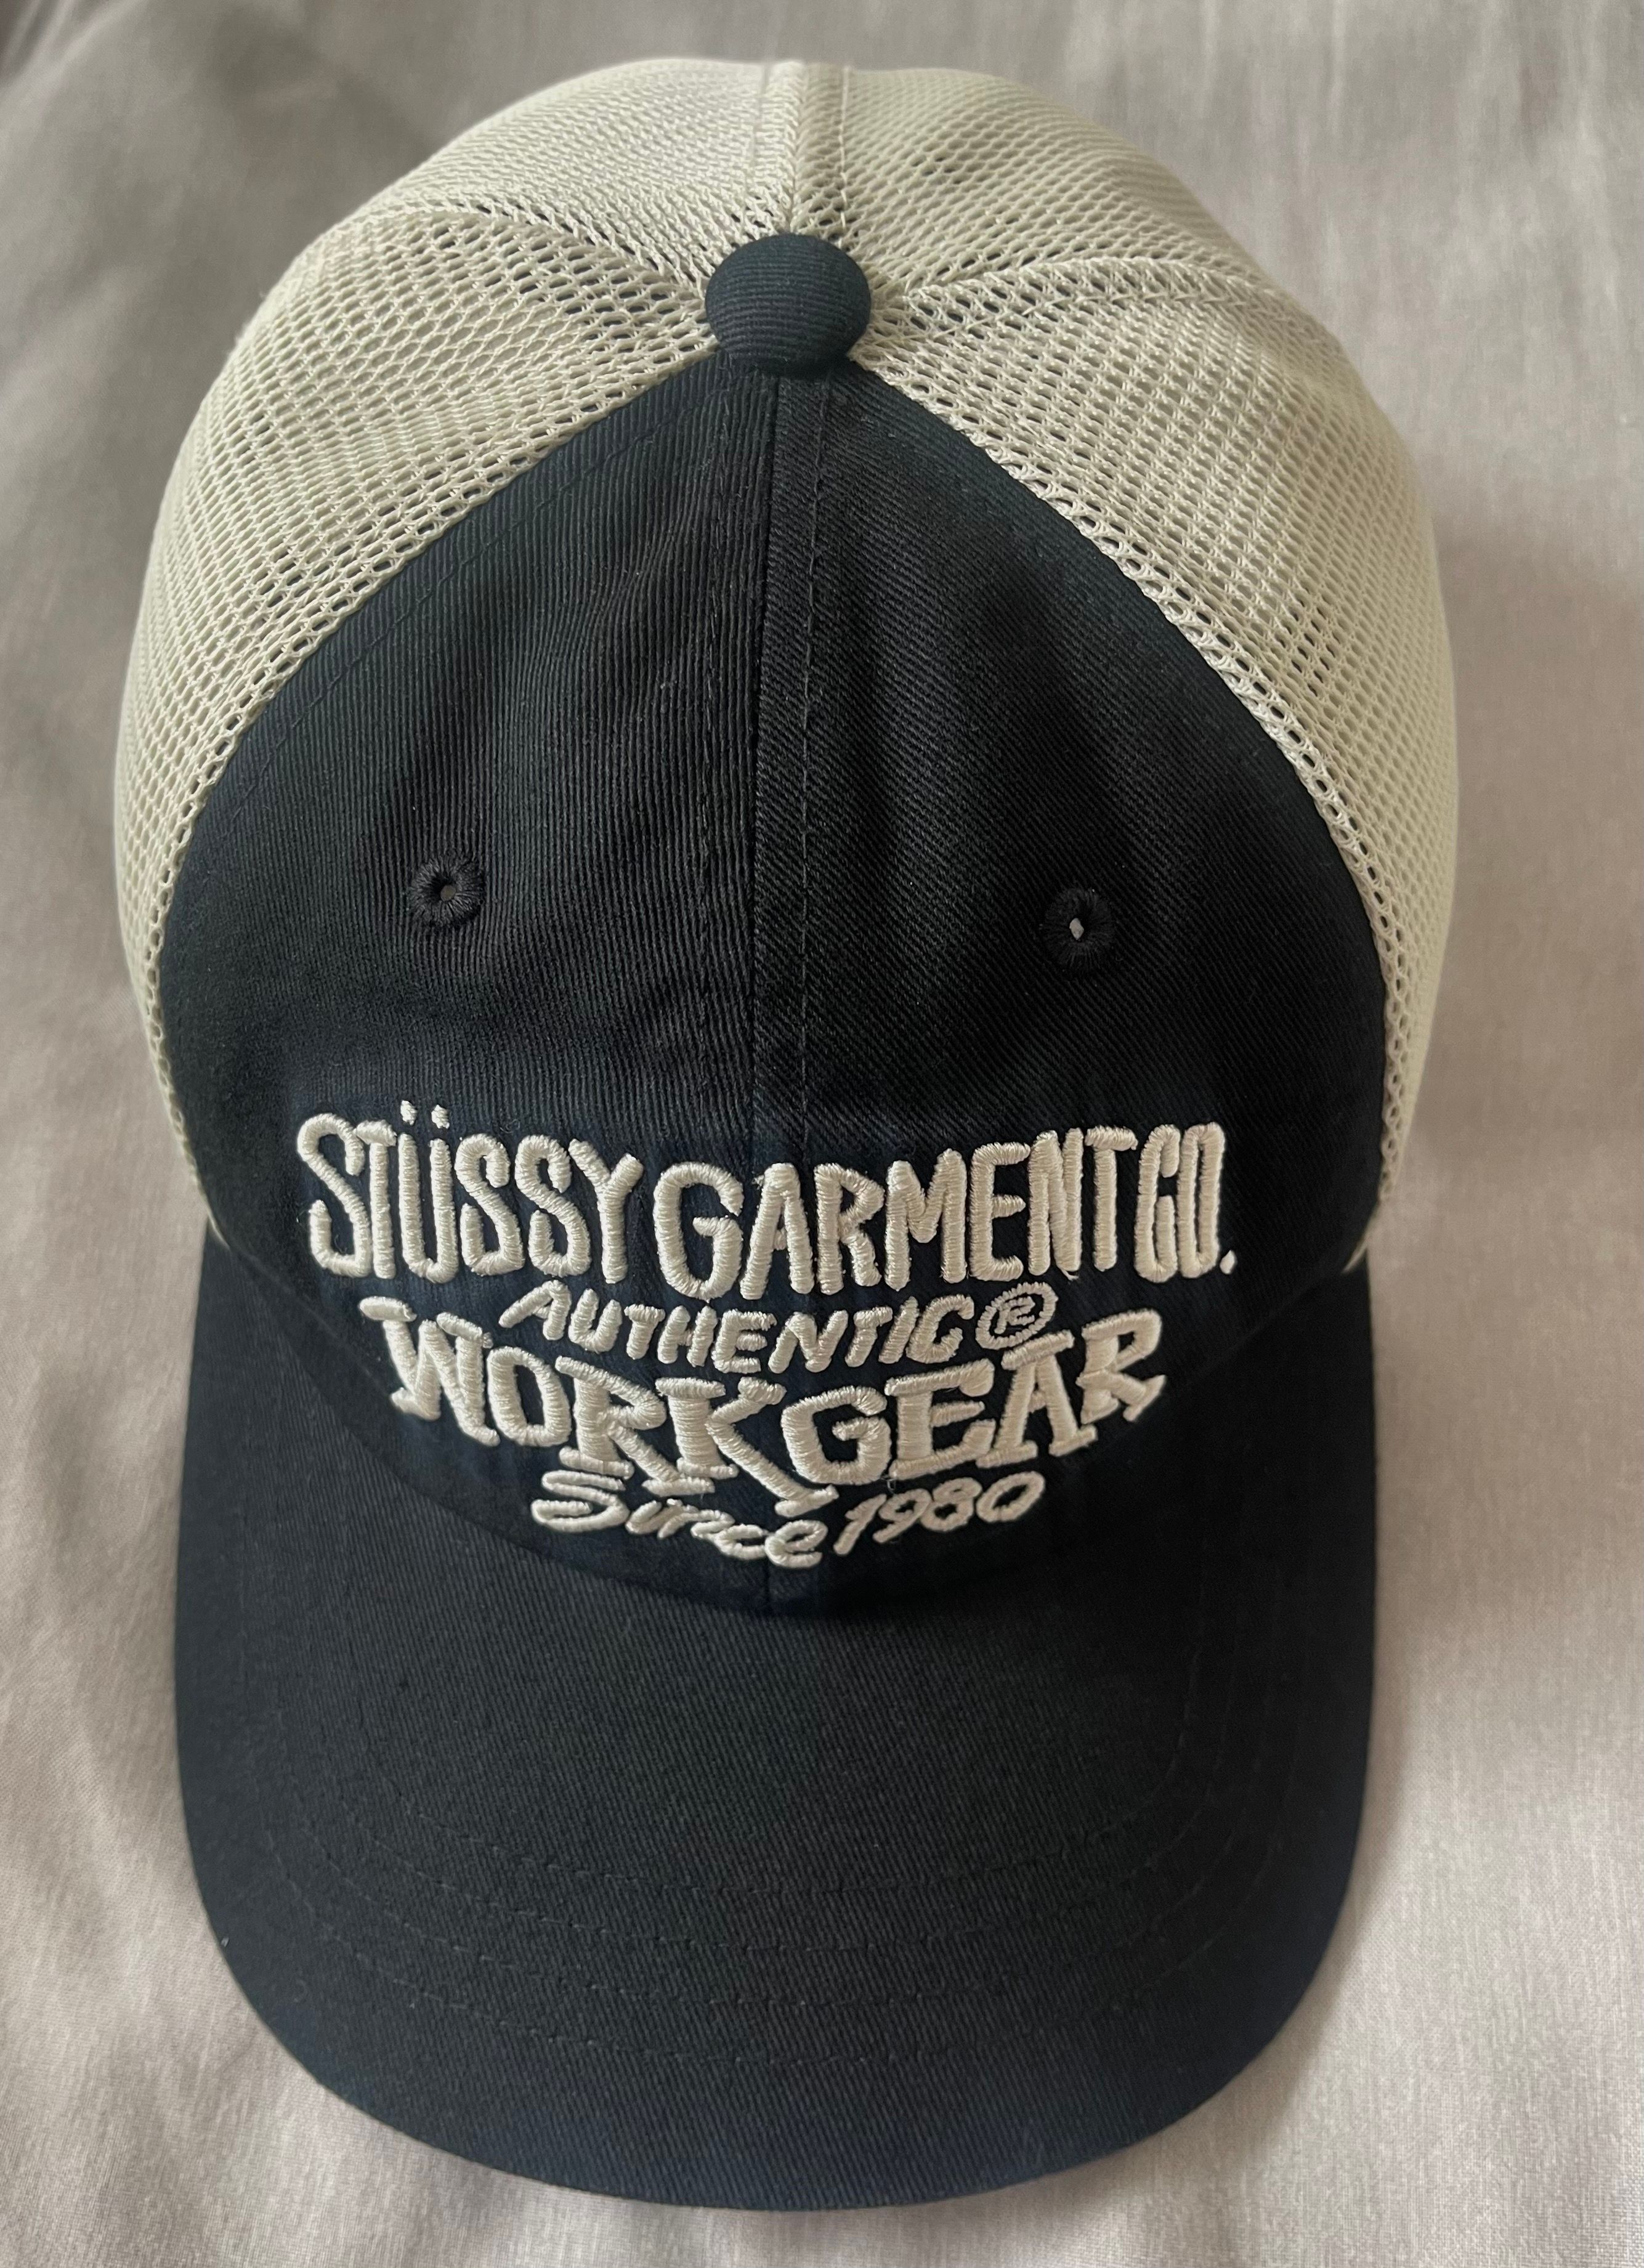 STÜSSY GARMENT CO.
AUTHENTIC®
WORKGEAR
Since 1980